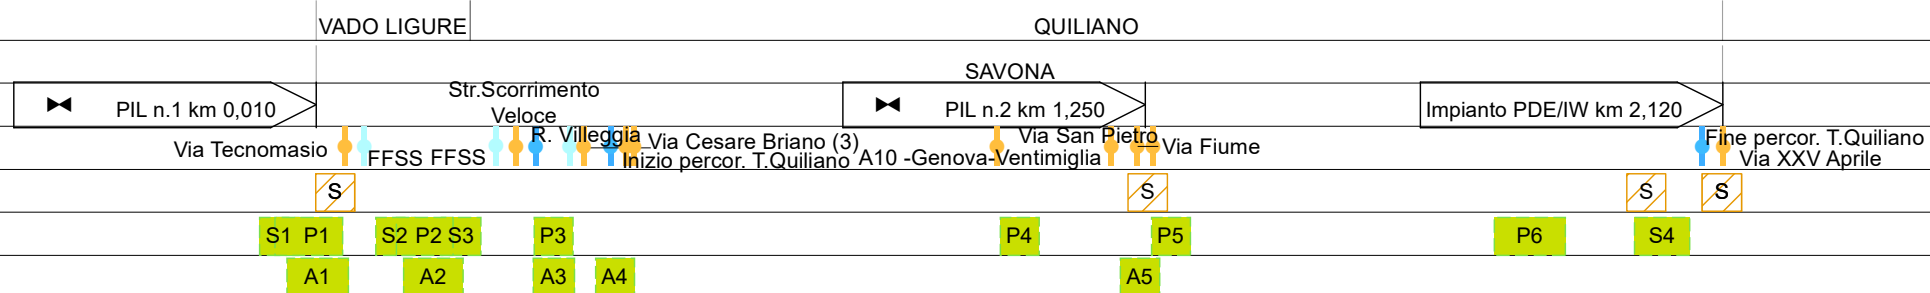 VADO LIGURE QUILIANO
SAVONA
PIL n.1 km 0,010 PIL n.2 km 1,250 Impianto PDE/IW km 2,120
Str.Scorrimento
Veloce
Via Tecnomasio FFSS FFSS R. Villeggia Via Cesare Briano (3) Via San Pietro Via Fiume Fine percor. T.Quiliano
Inizio percor. T.Quiliano A10 -Genova-Ventimiglia Via XXV Aprile
S S S S
S1 P1 S2 P2 S3 P3 P4 P5 P6 S4
A1 A2 A3 A4 A5